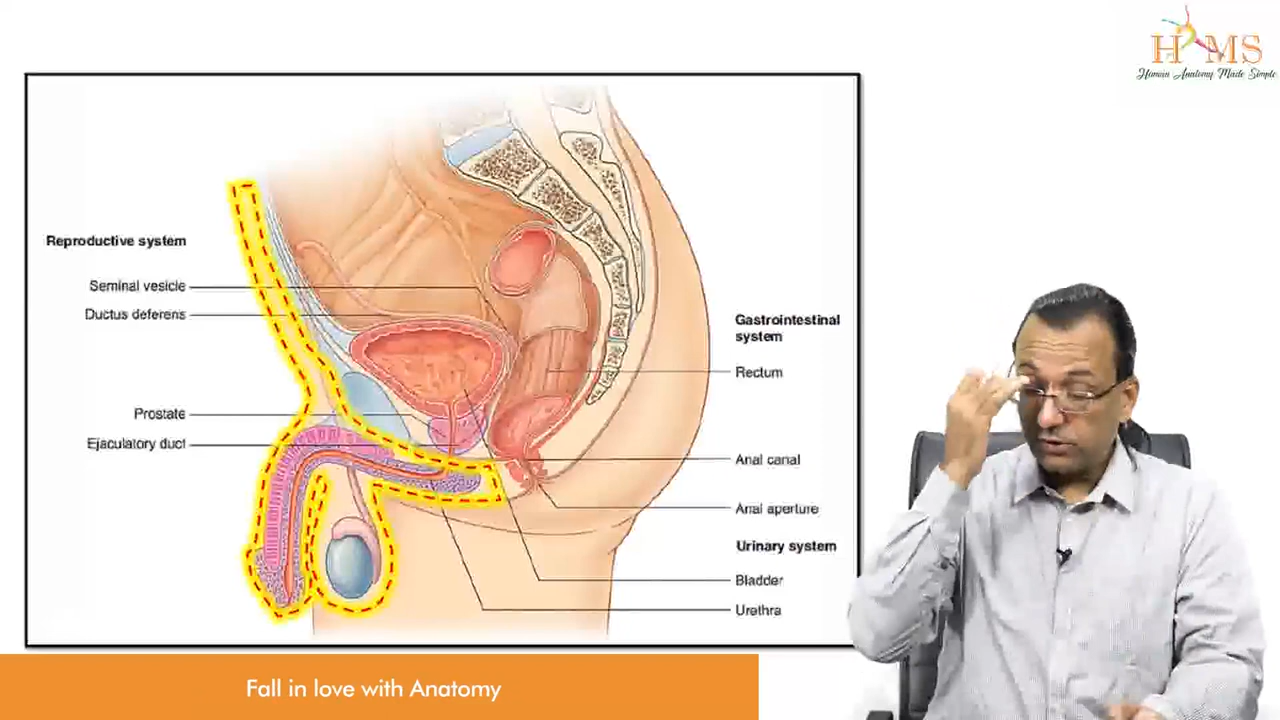 HAMS
Human Anatomy Made Simple
Reproductive system
Seminal vesicle
Ductus deferens
Prostate
Ejaculatory duct
Gastrointestinal
system
Rectum
Anal canal
Anal aperture
Urinary system
Bladder
Urethra
Fall in love with Anatomy